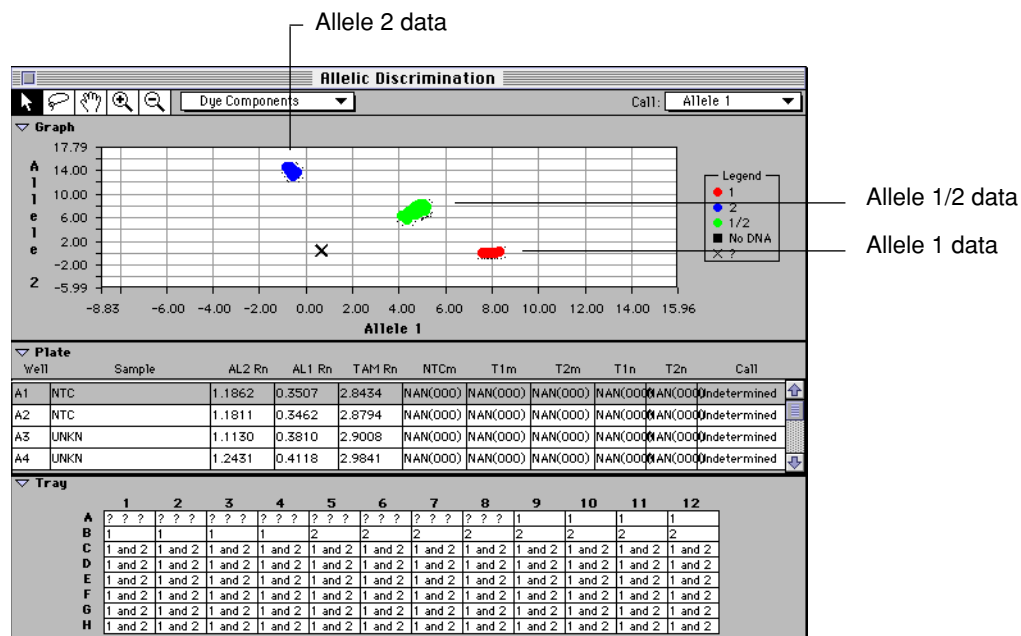 Allele 2 data
Allelic Discrimination
Dye Components Call: Allele 1
Graph
17.79
14.00
10.00
6.00
2.00
-2.00
-5.99
Allele 2
-8.83 -6.00 -4.00 -2.00 0.00 2.00 4.00 6.00 8.00 10.00 12.00 14.00 15.96
Allele 1
Legend
1
2
1/2
No DNA
?
Allele 1/2 data
Allele 1 data
Plate
Well Sample AL2 Rn AL1 Rn TAM Rn NTCm T1m T2m T1n T2n Call
A1 NTC 1.1862 0.3507 2.8434 NAN(000) NAN(000) NAN(000) NAN(000 NAN(000 Undetermined
A2 NTC 1.1811 0.3462 2.8794 NAN(000) NAN(000) NAN(000) NAN(000 NAN(000 Undetermined
A3 UNKN 1.1130 0.3810 2.9008 NAN(000) NAN(000) NAN(000) NAN(000 NAN(000 Undetermined
A4 UNKN 1.2431 0.4118 2.9841 NAN(000) NAN(000) NAN(000) NAN(000 NAN(000 Undetermined
Tray
1 2 3 4 5 6 7 8 9 10 11 12
A ? ? ? ? ? ? ? ? ? ? ? ? ? ? ? ? ? ? ? ? ? ? ? ? 1 1 1 1
B 1 1 1 1 2 2 2 2 2 2 2 2
C 1 and 2 1 and 2 1 and 2 1 and 2 1 and 2 1 and 2 1 and 2 1 and 2 1 and 2 1 and 2 1 and 2 1 and 2
D 1 and 2 1 and 2 1 and 2 1 and 2 1 and 2 1 and 2 1 and 2 1 and 2 1 and 2 1 and 2 1 and 2 1 and 2
E 1 and 2 1 and 2 1 and 2 1 and 2 1 and 2 1 and 2 1 and 2 1 and 2 1 and 2 1 and 2 1 and 2 1 and 2
F 1 and 2 1 and 2 1 and 2 1 and 2 1 and 2 1 and 2 1 and 2 1 and 2 1 and 2 1 and 2 1 and 2 1 and 2
G 1 and 2 1 and 2 1 and 2 1 and 2 1 and 2 1 and 2 1 and 2 1 and 2 1 and 2 1 and 2 1 and 2 1 and 2
H 1 and 2 1 and 2 1 and 2 1 and 2 1 and 2 1 and 2 1 and 2 1 and 2 1 and 2 1 and 2 1 and 2 1 and 2